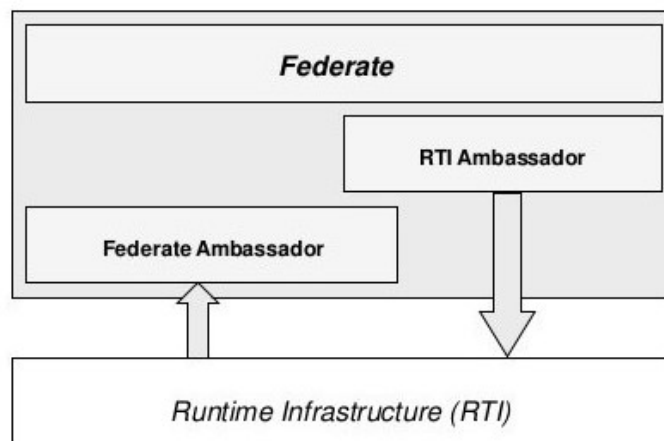 Federate
RTI Ambassador
Federate Ambassador
Runtime Infrastructure (RTI)